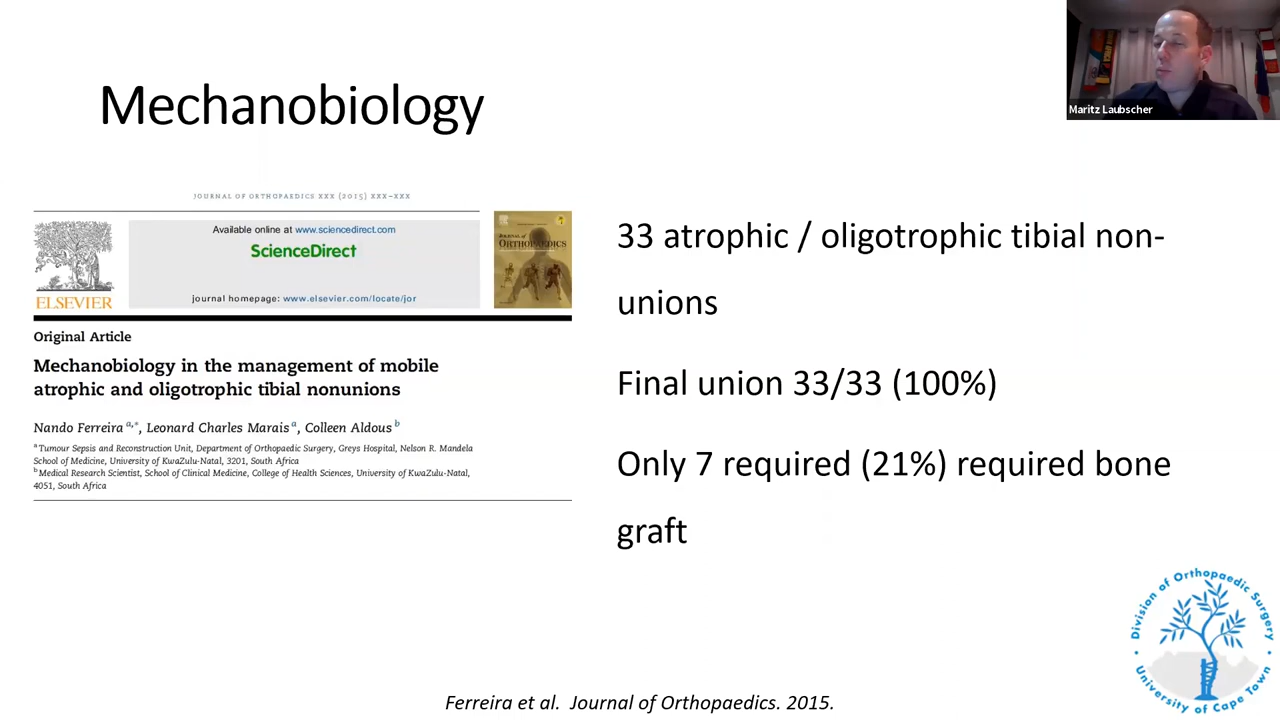 Mechanobiology
Maritz Laubscher
JOURNAL OF ORTHOPAEDICS XXX (2015) XXX–XXX
Available online at www.sciencedirect.com
ScienceDirect
journal homepage: www.elsevier.com/locate/jor
ELSEVIER
JOURNAL OF
ORTHOPAEDICS
Original Article
Mechanobiology in the management of mobile
atrophic and oligotrophic tibial nonunions
Nando Ferreira a,*, Leonard Charles Marais a, Colleen Aldous b
a Tumour Sepsis and Reconstruction Unit, Department of Orthopaedic Surgery, Greys Hospital, Nelson R. Mandela
School of Medicine, University of KwaZulu-Natal, 3201, South Africa
b Medical Research Scientist, School of Clinical Medicine, College of Health Sciences, University of KwaZulu-Natal,
4051, South Africa
33 atrophic / oligotrophic tibial non-
unions
Final union 33/33 (100%)
Only 7 required (21%) required bone
graft
Division of Orthopaedic Surgery
University of Cape Town
Ferreira et al. Journal of Orthopaedics. 2015.